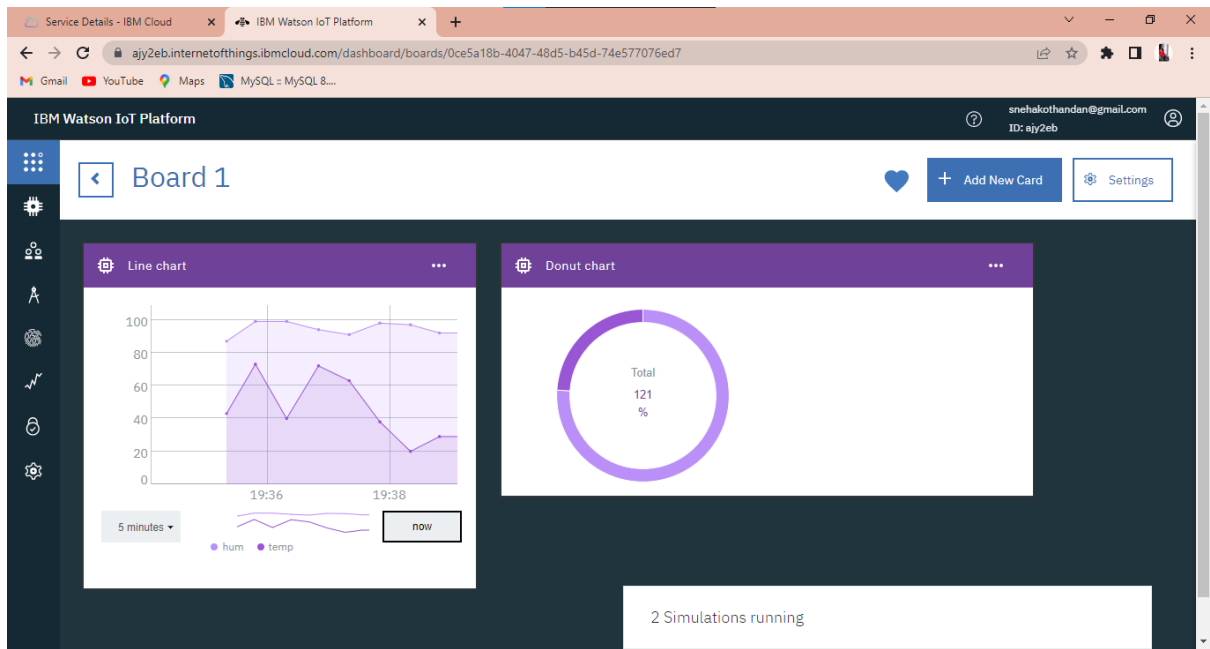 Service Details - IBM Cloud
IBM Watson IoT Platform
ajy2eb.internetofthings.ibmcloud.com/dashboard/boards/0ce5a18b-4047-48d5-b45d-74e577076ed7
Gmail YouTube Maps MySQL :: MySQL 8....
IBM Watson IoT Platform
snehakothandan@gmail.com
ID: ajy2eb
Board 1
Add New Card
Settings
Line chart
100
80
60
40
20
0
19:36 19:38
5 minutes
now
hum temp
Donut chart
Total
121
%
2 Simulations running